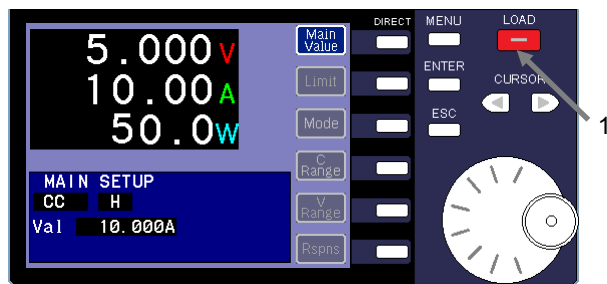 5.000V
10.00A
50.0W
MAIN SETUP
CC H
Val 10.000A
Main
Value
Limit
Mode
C
Range
V
Range
Rspns
DIRECT
MENU
ENTER
ESC
LOAD
CURSOR
1